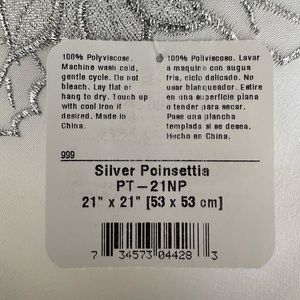 100% Polyviscose.
Machine wash cold,
gentle cycle. Do not
bleach. Lay flat or
hang to dry. Touch up
with cool iron if
desired. Made in
China.
100% Poliviscoso. Lavar
a maquina con augua
fria, ciclo delicado. No
usar blanqueador. Estire
en una superficie plana
o tender para secar.
Pase una plancha
templada si se desea.
Hecho en China.
999
Silver Poinsettia
PT-21NP
21" x 21" [53 x 53 cm]
7 34573 04428 3